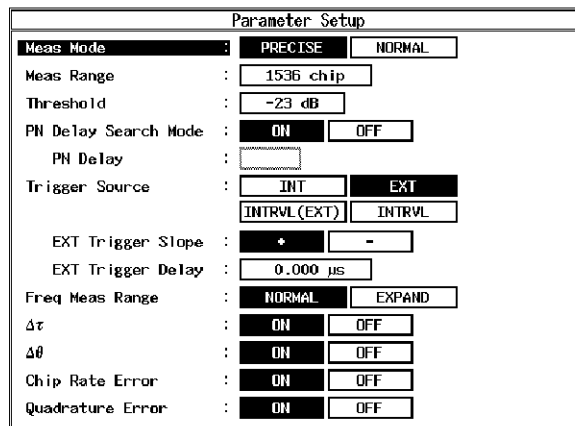 Parameter Setup
Meas Mode : PRECISE NORMAL
Meas Range : 1536 chip
Threshold : -23 dB
PN Delay Search Mode : ON OFF
PN Delay :
Trigger Source : INT EXT
INTRVL(EXT) INTRVL
EXT Trigger Slope : + -
EXT Trigger Delay : 0.000 µs
Freq Meas Range : NORMAL EXPAND
Δτ : ON OFF
Δθ : ON OFF
Chip Rate Error : ON OFF
Quadrature Error : ON OFF